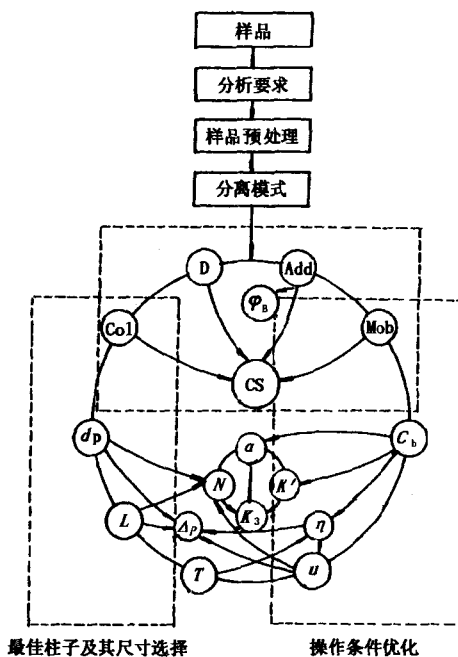 样品
分析要求
样品预处理
分离模式
D Add
φB
Col Mob
CS
dp a Cb
N K′
L Δp K3 η
T u
最佳柱子及其尺寸选择 操作条件优化